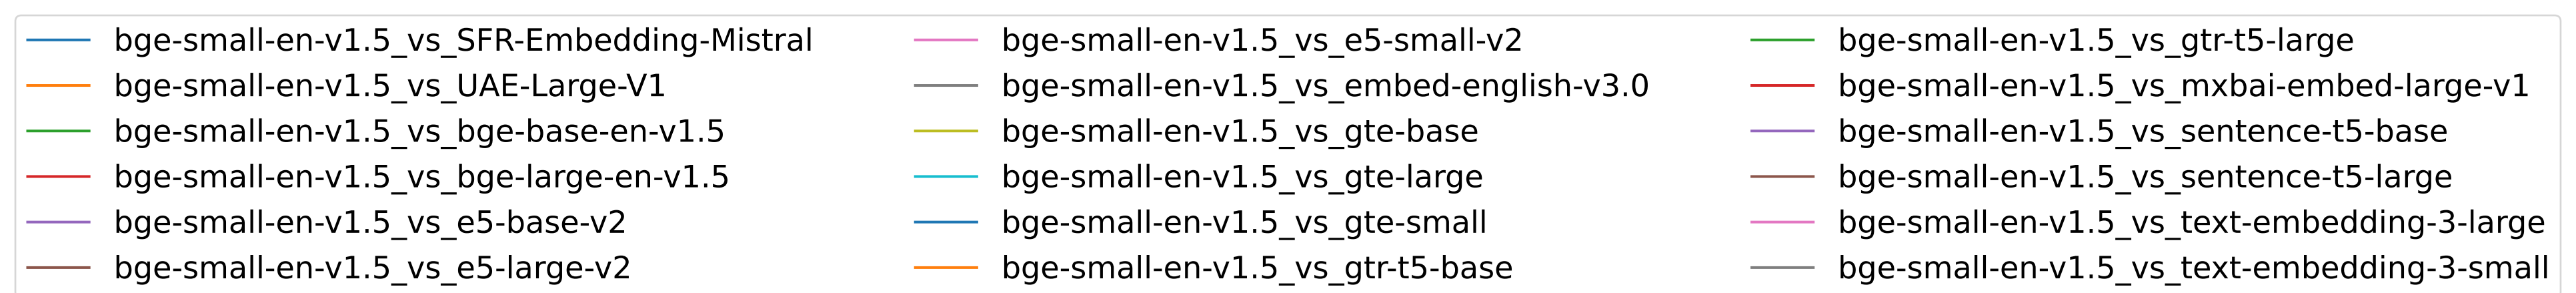 bge-small-en-v1.5_vs_SFR-Embedding-Mistral
bge-small-en-v1.5_vs_UAE-Large-V1
bge-small-en-v1.5_vs_bge-base-en-v1.5
bge-small-en-v1.5_vs_bge-large-en-v1.5
bge-small-en-v1.5_vs_e5-base-v2
bge-small-en-v1.5_vs_e5-large-v2
bge-small-en-v1.5_vs_e5-small-v2
bge-small-en-v1.5_vs_embed-english-v3.0
bge-small-en-v1.5_vs_gte-base
bge-small-en-v1.5_vs_gte-large
bge-small-en-v1.5_vs_gte-small
bge-small-en-v1.5_vs_gtr-t5-base
bge-small-en-v1.5_vs_gtr-t5-large
bge-small-en-v1.5_vs_mxbai-embed-large-v1
bge-small-en-v1.5_vs_sentence-t5-base
bge-small-en-v1.5_vs_sentence-t5-large
bge-small-en-v1.5_vs_text-embedding-3-large
bge-small-en-v1.5_vs_text-embedding-3-small